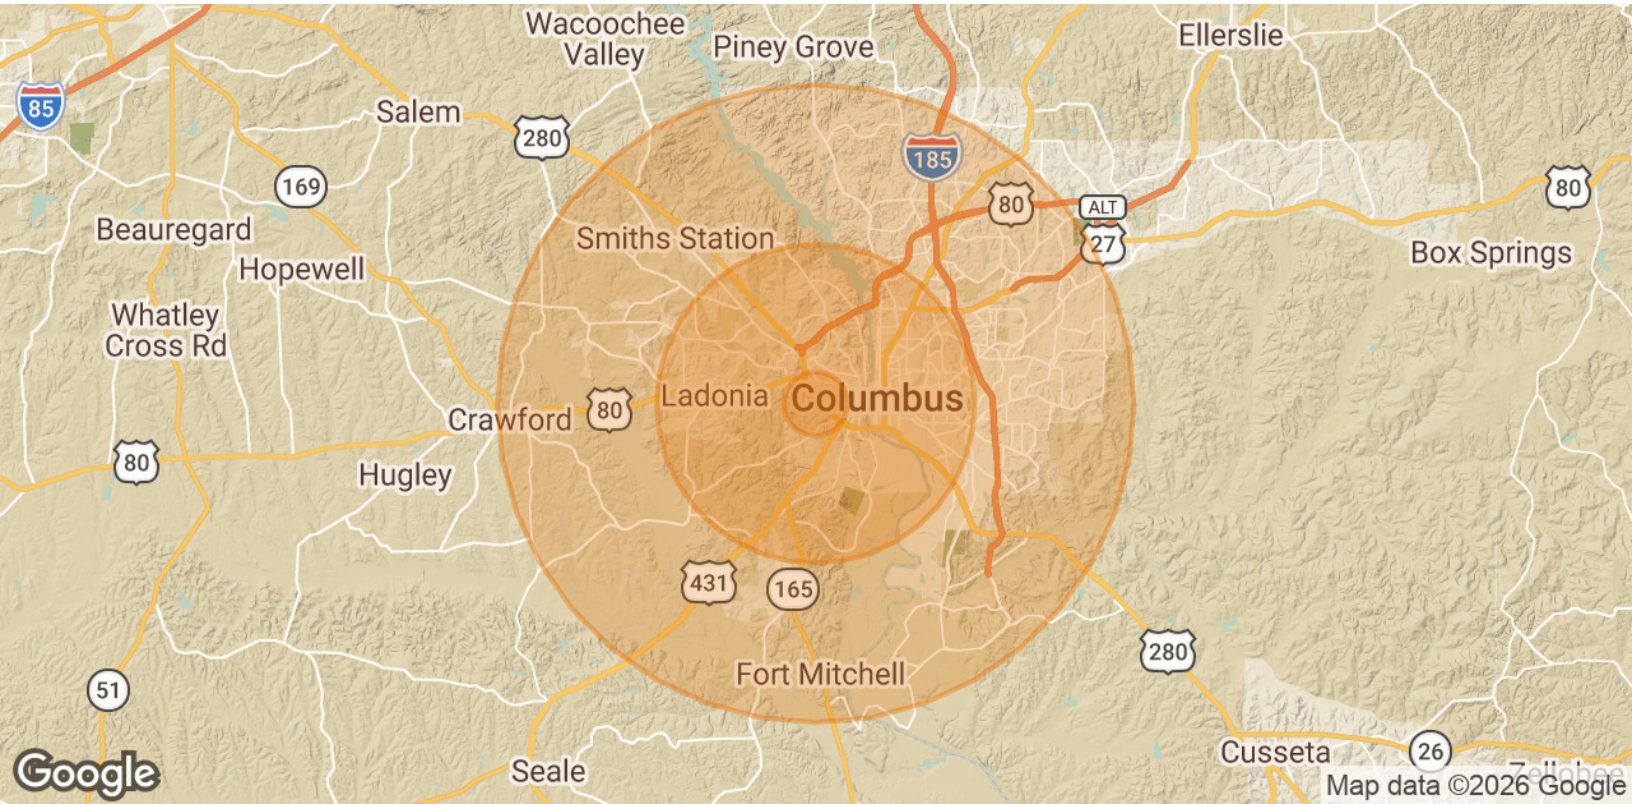 Wacoochee
Valley
Piney Grove
Ellerslie
85
Salem
280
185
169
80
ALT
27
80
Beauregard
Smiths Station
Box Springs
Hopewell
Whatley
Cross Rd
Ladonia
Columbus
80
Crawford
80
Hugley
431
165
280
Fort Mitchell
51
Cusseta
26
Seale
Google
Zellobee
Map data ©2026 Google